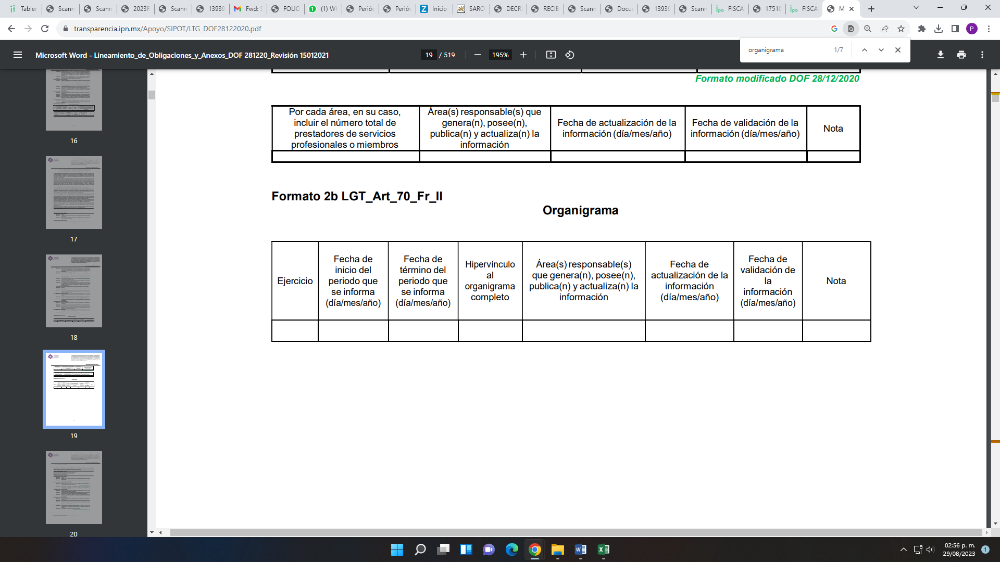 Tabler
Scann
Scann
2023F
Scann
13939
Fwd: S
FOLIO
(1) W
Periód
Periód
Inicio
SARCO
DECRE
RECIB
Scann
Docu
13939
Scann
FISCA
17510
FISCA
M
transparencia.ipn.mx/Apoyo/SIPOT/LTG_DOF28122020.pdf
P
organigrama 1/7
Microsoft Word - Lineamiento_de_Obligaciones_y_Anexos_DOF 281220_Revisión 15012021
19 / 519
195%
16
17
18
19
20
Formato modificado DOF 28/12/2020
Por cada área, en su caso,
incluir el número total de
prestadores de servicios
profesionales o miembros
Área(s) responsable(s) que
genera(n), posee(n),
publica(n) y actualiza(n) la
información
Fecha de actualización de la
información (día/mes/año)
Fecha de validación de la
información (día/mes/año)
Nota
Formato 2b LGT_Art_70_Fr_II
Organigrama
Ejercicio
Fecha de
inicio del
periodo que
se informa
(día/mes/año)
Fecha de
término del
periodo que
se informa
(día/mes/año)
Hipervínculo
al
organigrama
completo
Área(s) responsable(s)
que genera(n), posee(n),
publica(n) y actualiza(n) la
información
Fecha de
actualización de la
información
(día/mes/año)
Fecha de
validación de
la
información
(día/mes/año)
Nota
02:56 p. m.
29/08/2023
1